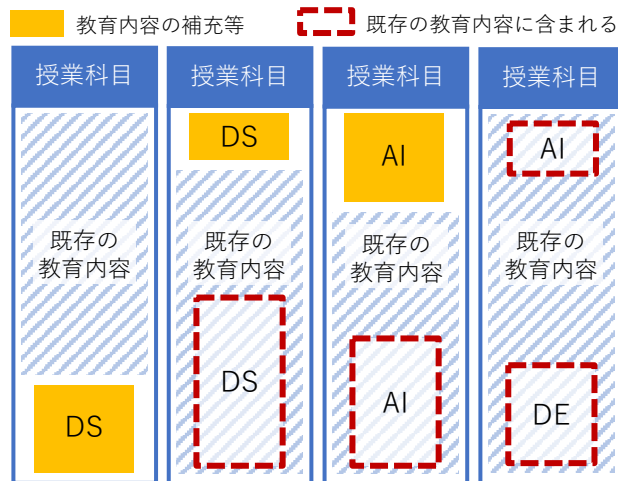 教育内容の補充等
既存の教育内容に含まれる
授業科目
既存の
教育内容
DS
授業科目
DS
既存の
教育内容
DS
授業科目
AI
既存の
教育内容
AI
授業科目
AI
既存の
教育内容
DE